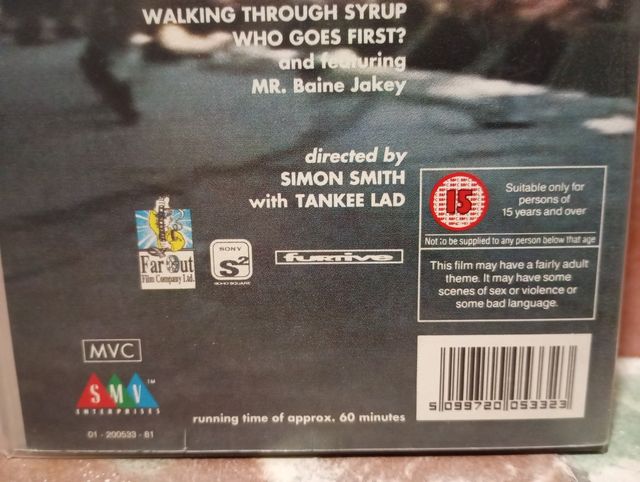 WALKING THROUGH SYRUP
WHO GOES FIRST?
and featuring
MR. Baine Jakey
directed by
SIMON SMITH
with TANKEE LAD
15
Suitable only for
persons of
15 years and over
Not to be supplied to any person below that age
This film may have a fairly adult
theme. It may have some
scenes of sex or violence or
some bad language.
Far Out
Film Company Ltd.
SONY
S2
SOHO SQUARE
FURTIVE
MVC
SMV TM
ENTERPRISES
01 - 200533 - 81
running time of approx. 60 minutes
5 099720 053323